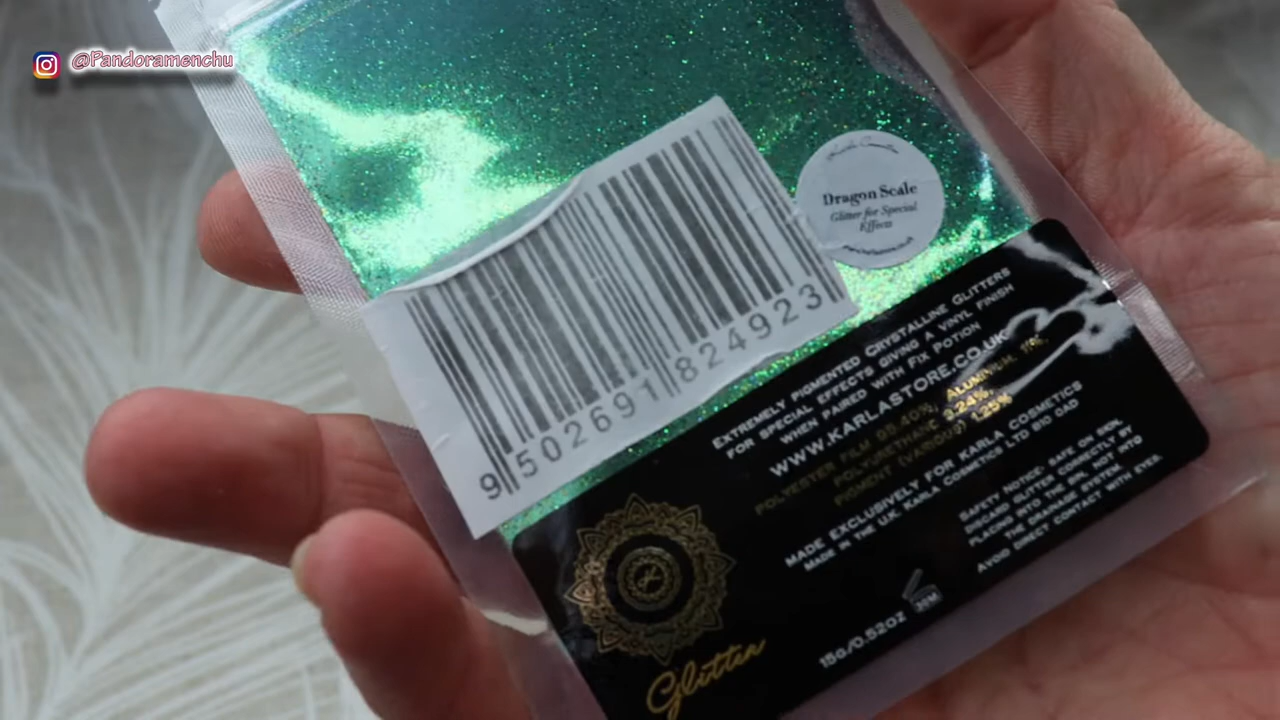 @Pandoramenchu
Dragon Scale
Glitter for Special
Effects
9 502691 824923
EXTREMELY PIGMENTED CRYSTALLINE GLITTERS
FOR SPECIAL EFFECTS GIVING A VINYL FINISH
WHEN PAIRED WITH FIX POTION
WWW.KARLASTORE.CO.UK
POLYESTER FILM 95.40%, ALUMINIUM, 11%,
POLYURETHANE 3.24%,
PIGMENT (VARIOUS) 1.25%
MADE EXCLUSIVELY FOR KARLA COSMETICS
MADE IN THE U.K. KARLA COSMETICS LTD
SAFETY NOTICE: SAFE ON SKIN,
DISCARD GLITTER CORRECTLY BY
PLACING INTO THE BIN, NOT INTO
THE DRAINAGE SYSTEM.
AVOID DIRECT CONTACT WITH EYES.
15G/0.52OZ
36M
Glitter